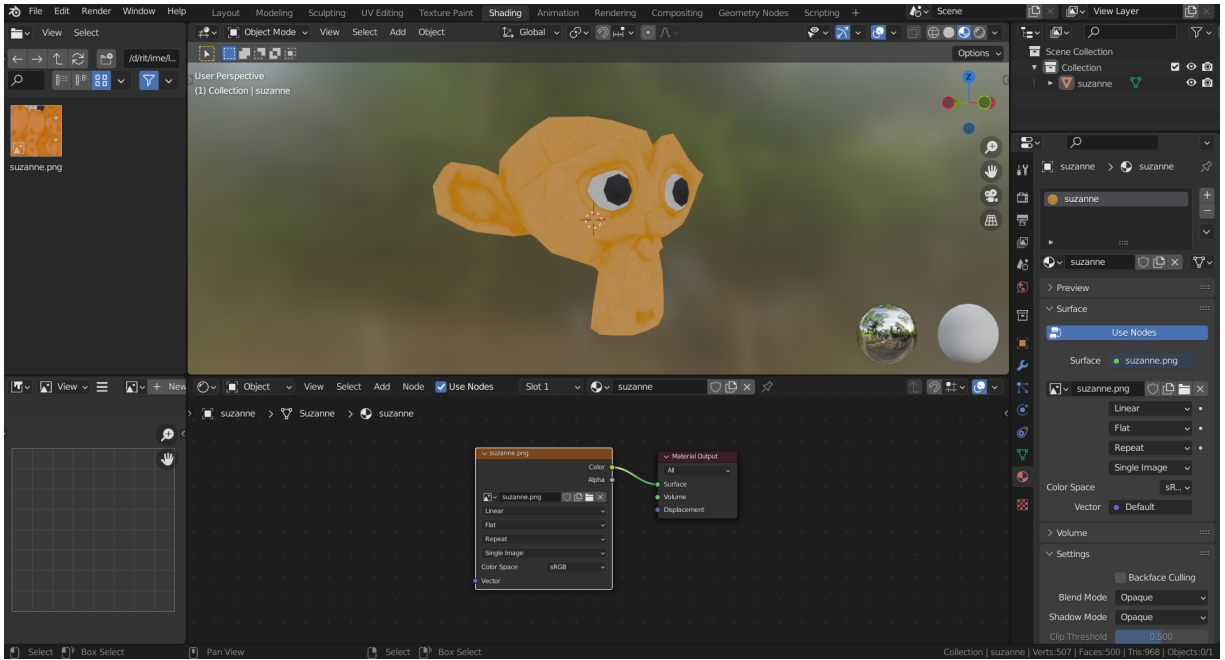 File Edit Render Window Help Layout Modeling Sculpting UV Editing Texture Paint Shading Animation Rendering Compositing Geometry Nodes Scripting + Scene View Layer
View Select
Object Mode View Select Add Object Global
Options
/d/rit/ime/l...
suzanne.png
User Perspective
(1) Collection | suzanne
Z
Scene Collection
Collection
suzanne
suzanne > suzanne
suzanne
suzanne
Preview
Surface
Use Nodes
Surface suzanne.png
suzanne.png
Linear
Flat
Repeat
Single Image
Color Space sR...
Vector Default
Volume
Settings
Backface Culling
Blend Mode Opaque
Shadow Mode Opaque
Clip Threshold 0.500
View + New
Object View Select Add Node Use Nodes Slot 1 suzanne
suzanne > Suzanne > suzanne
suzanne.png
Color
Alpha
suzanne.png
Linear
Flat
Repeat
Single Image
Color Space sRGB
Vector
Material Output
All
Surface
Volume
Displacement
Select Box Select Pan View Select Box Select Collection | suzanne | Verts:507 | Faces:500 | Tris:968 | Objects:0/1